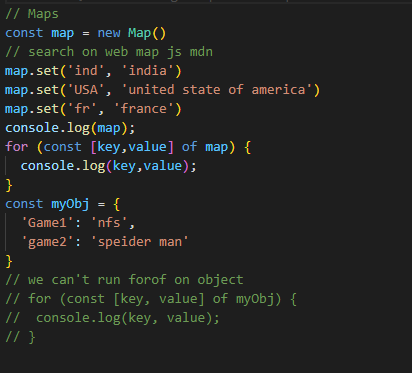 // Maps
const map = new Map()
// search on web map js mdn
map.set('ind', 'india')
map.set('USA', 'united state of america')
map.set('fr', 'france')
console.log(map);
for (const [key,value] of map) {
  console.log(key,value);
}
const myObj = {
  'Game1': 'nfs',
  'game2': 'speider man'
}
// we can't run forof on object
// for (const [key, value] of myObj) {
//  console.log(key, value);
// }